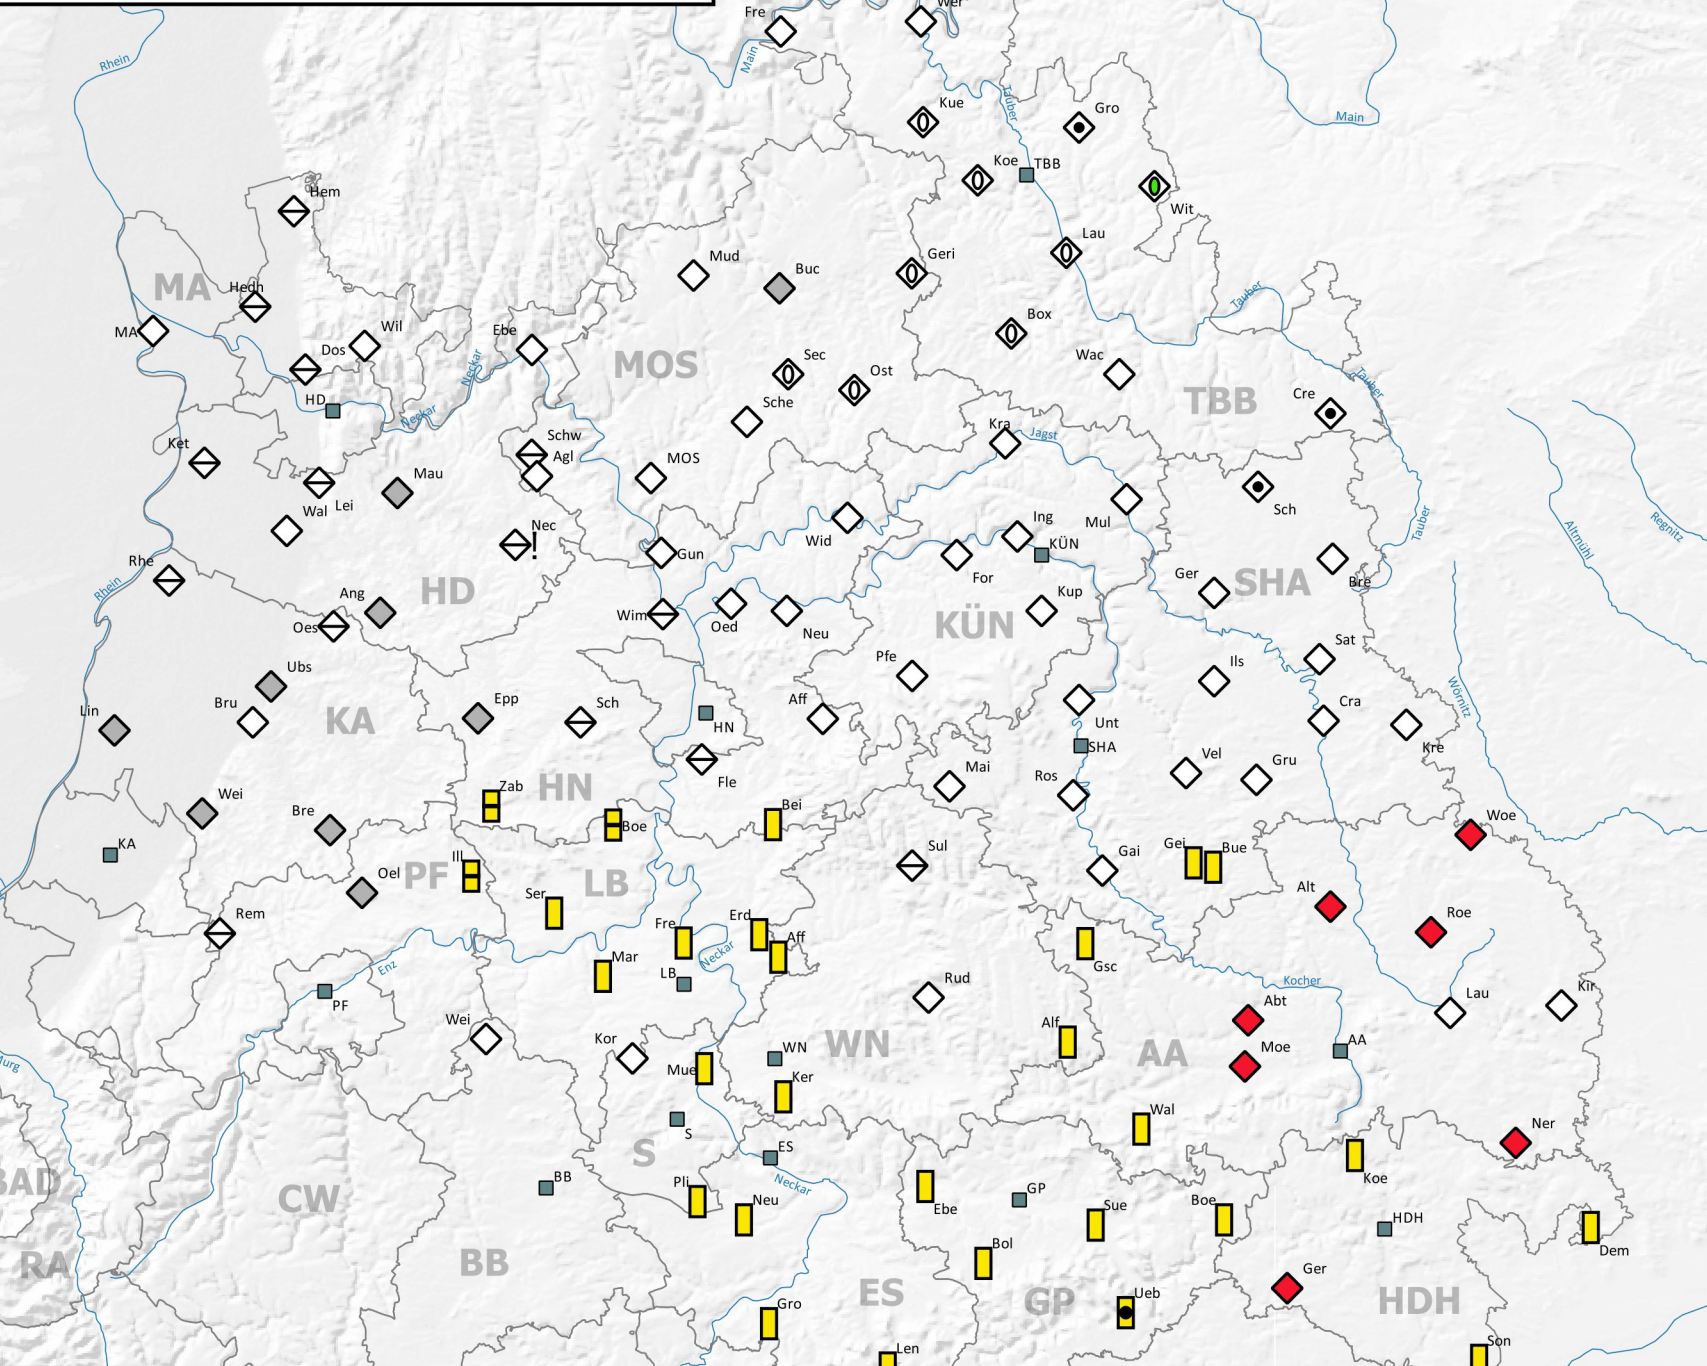 Fre
Wer
Rhein
Main
Kue
Tauber
Gro
Main
Koe
TBB
Hem
Wit
Lau
Mud
Buc
Geri
MA
Hedh
Tauber
MA
Wil
Ebe
Box
Dos
Neckar
MOS
Sec
Ost
Wac
Tauber
HD
Neckar
Sche
TBB
Cre
Ket
Schw
Agl
Kra
Jagst
MOS
Mau
Wal
Lei
Nec
!
Wid
Ing
KÜN
Mul
Sch
Tauber
Altmühl
Regnitz
Rhe
Gun
For
Ger
SHA
Bre
Rhein
HD
Ang
Oes
Wim
Oed
Neu
KÜN
Kup
Sat
Ubs
Pfe
Ils
Lin
Bru
KA
Epp
Sch
HN
Aff
Unt
Cra
Kre
Wörnitz
SHA
Fle
Mai
Ros
Vel
Gru
Wei
Bre
Zab
HN
Boe
Bei
Woe
KA
Ill
PF
LB
Sul
Gai
Gei
Bue
Oel
Alt
Roe
Rem
Ser
Fre
Erd
Aff
Neckar
Gsc
Enz
Mar
LB
Kocher
PF
Rud
Abt
Lau
Kir
Wei
Kor
WN
WN
Alf
AA
Moe
AA
Murg
Mue
Ker
S
Wal
Ner
S
ES
Koe
BAD
CW
BB
Neckar
Pli
Neu
Ebe
GP
Sue
Boe
HDH
Dem
RA
BB
Bol
ES
GP
Ueb
Ger
HDH
Gro
Len
Son